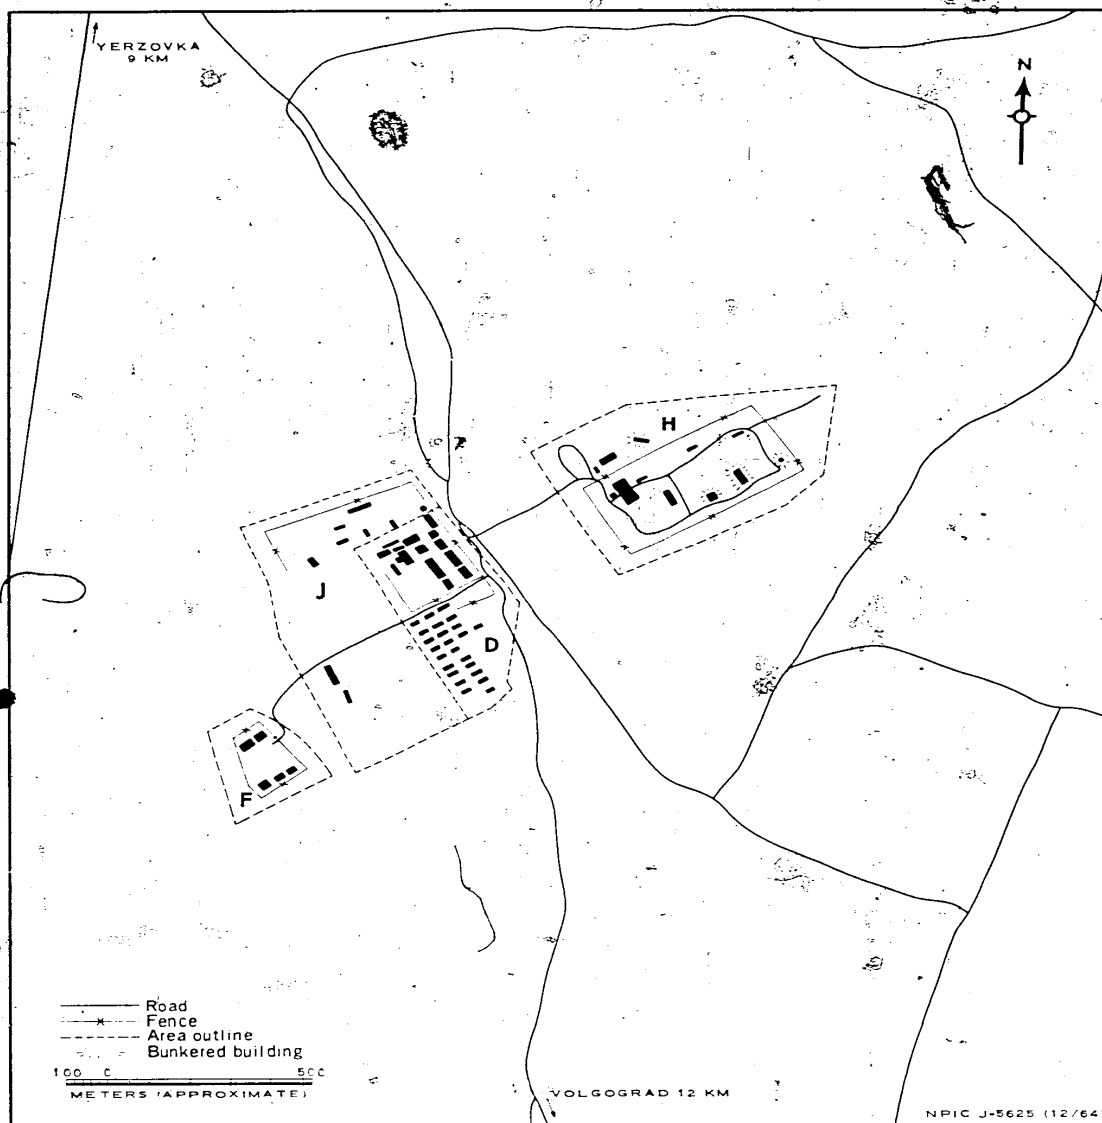 YERZOVKA
9 KM
N
H
J
D
F
Road
Fence
Area outline
Bunkered building
100 0 500
METERS (APPROXIMATE)
VOLGOGRAD 12 KM
NPIC J-5625 (12/64)